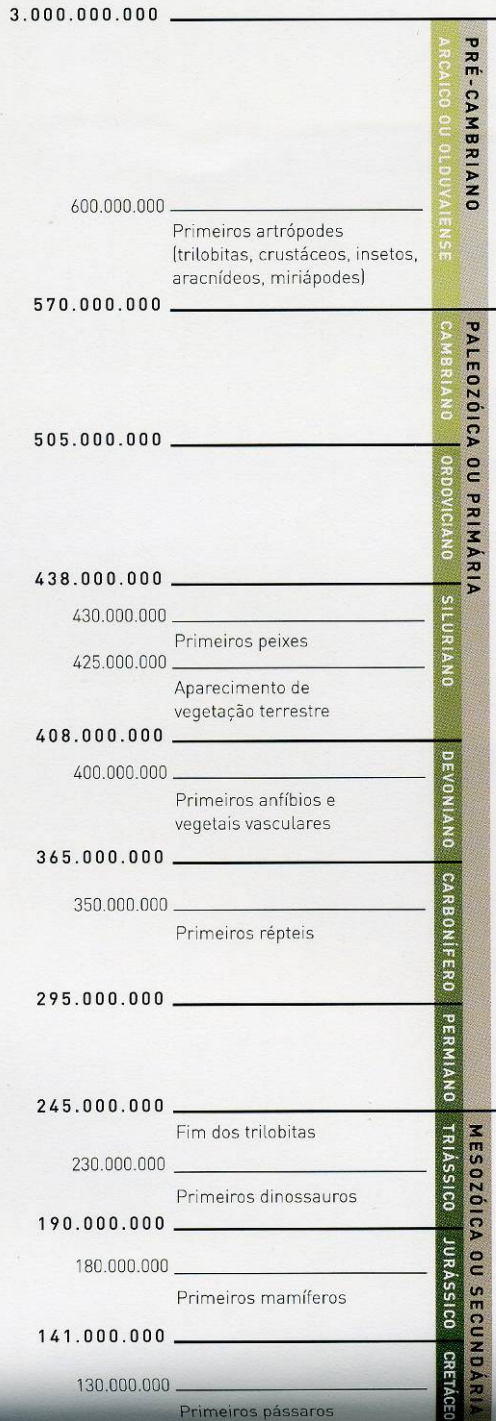 3.000.000.000
PRÉ-CAMBRIANO
ARCAICO OU OLDUVAIENSE
600.000.000
Primeiros artrópodes
(trilobitas, crustáceos, insetos,
aracnídeos, miriápodes)
570.000.000
PALEOZÓICA OU PRIMÁRIA
CAMBRIANO
505.000.000
ORDOVICIANO
438.000.000
SILURIANO
430.000.000
Primeiros peixes
425.000.000
Aparecimento de
vegetação terrestre
408.000.000
DEVONIANO
400.000.000
Primeiros anfíbios e
vegetais vasculares
365.000.000
CARBONÍFERO
350.000.000
Primeiros répteis
295.000.000
PERMIANO
245.000.000
MESOZÓICA OU SECUNDÁRIA
TRIÁSSICO
Fim dos trilobitas
230.000.000
Primeiros dinossauros
190.000.000
JURÁSSICO
180.000.000
Primeiros mamíferos
141.000.000
CRETÁCEO
130.000.000
Primeiros pássaros